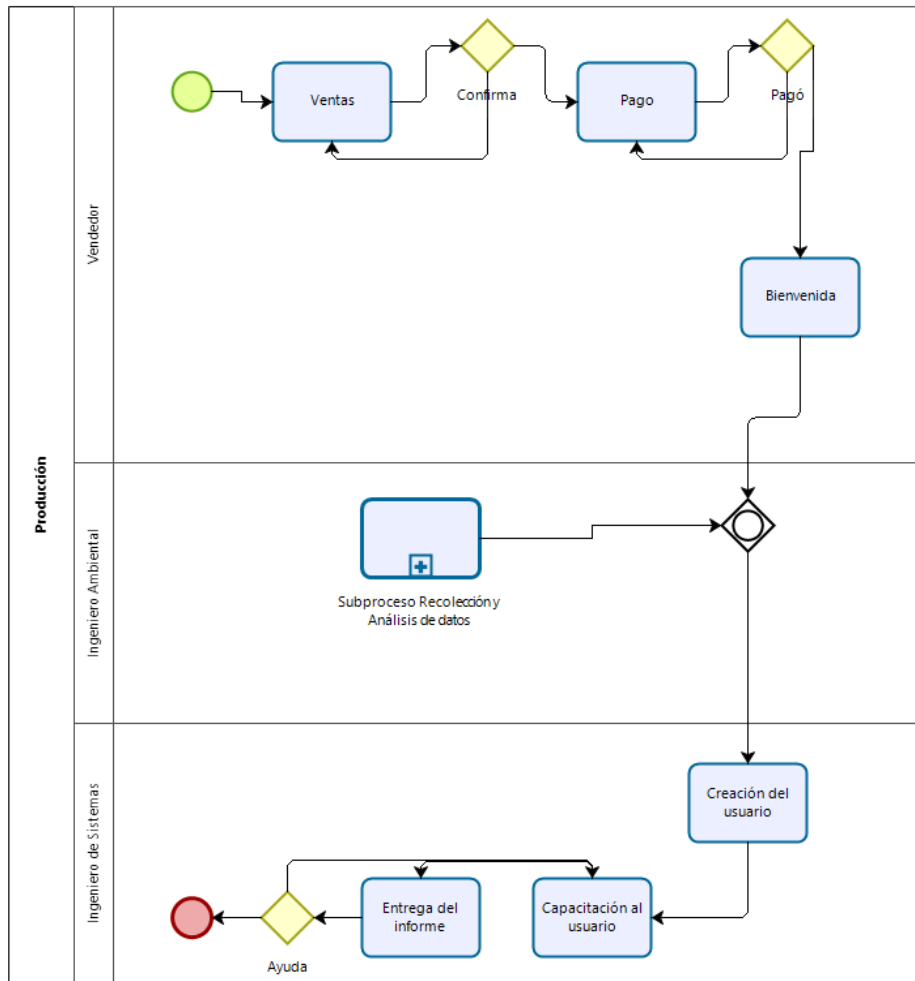 Producción
Vendedor
Ventas
Confirma
Pago
Pagó
Bienvenida
Ingeniero Ambiental
Subproceso Recolección y
Análisis de datos
Ingeniero de Sistemas
Creación del
usuario
Ayuda
Entrega del
informe
Capacitación al
usuario